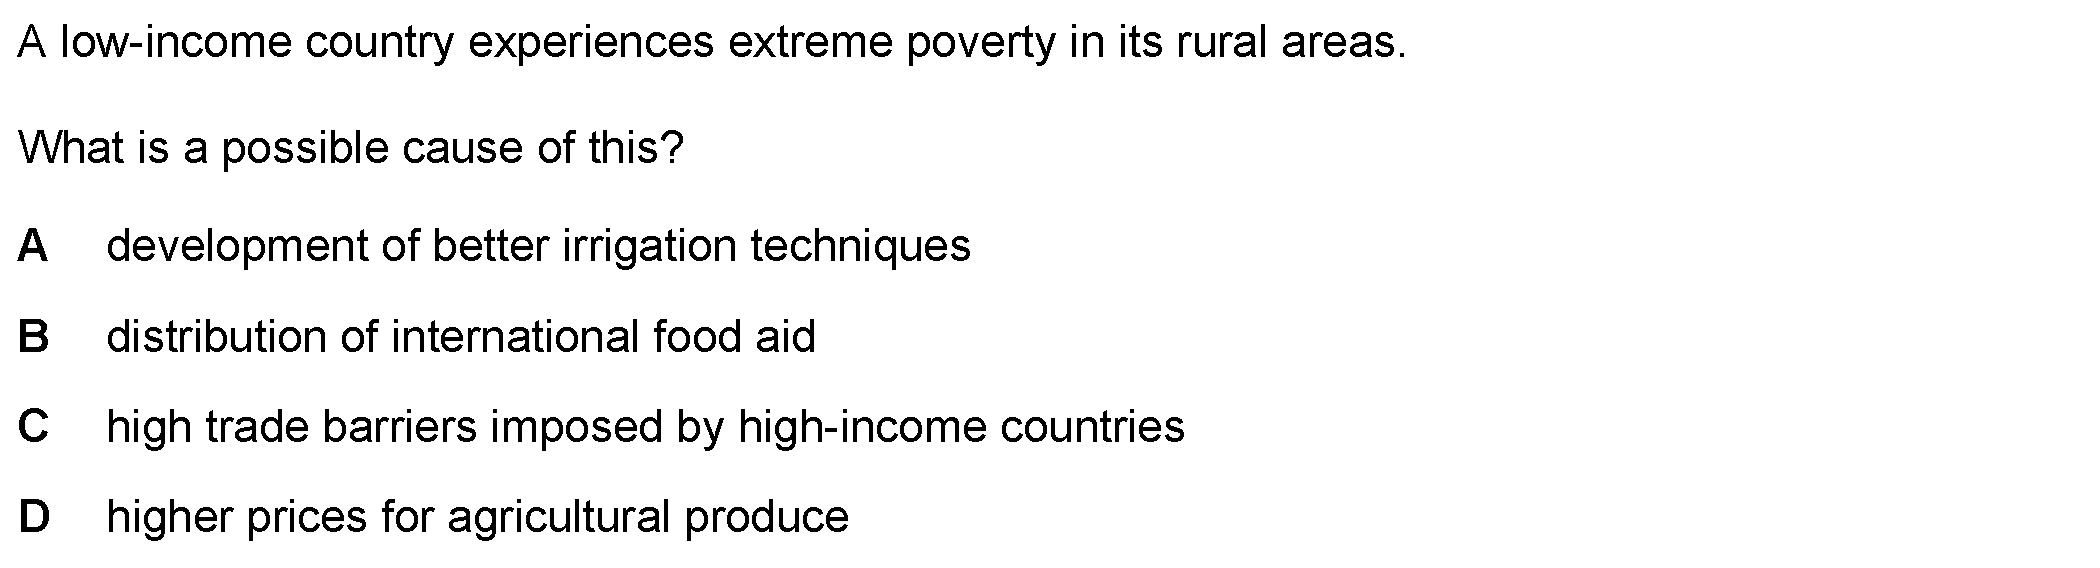 A low-income country experiences extreme poverty in its rural areas.
What is a possible cause of this?
A development of better irrigation techniques
B distribution of international food aid
C high trade barriers imposed by high-income countries
D higher prices for agricultural produce